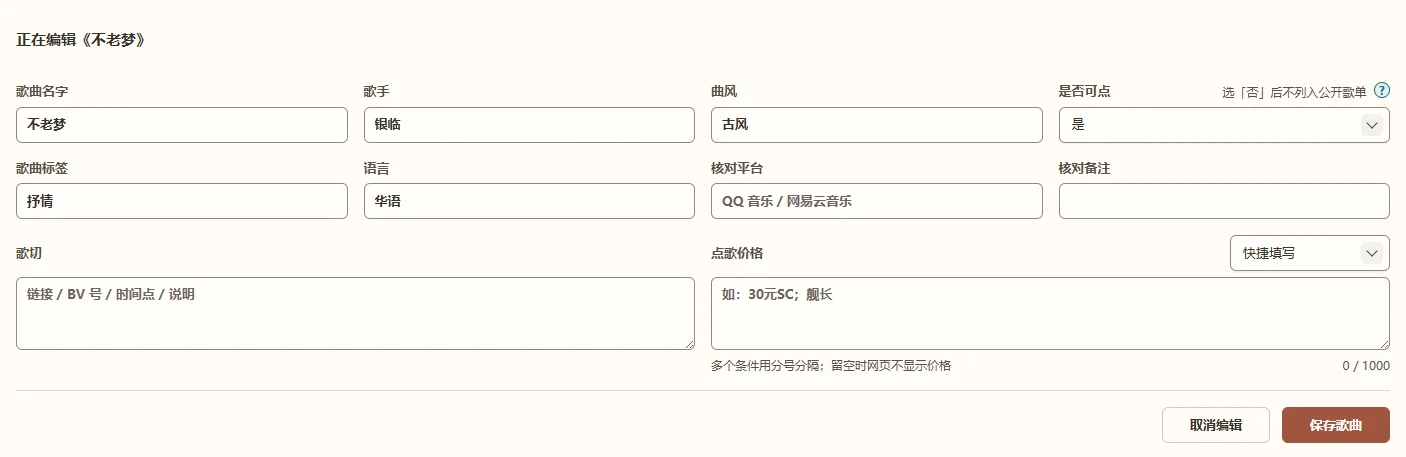 正在编辑《不老梦》
歌曲名字
歌手
曲风
是否可点
选「否」后不列入公开歌单 ?
不老梦
银临
古风
是
歌曲标签
语言
核对平台
核对备注
抒情
华语
QQ 音乐 / 网易云音乐
歌切
点歌价格
快捷填写
链接 / BV 号 / 时间点 / 说明
如：30元SC；舰长
多个条件用分号分隔；留空时网页不显示价格
0 / 1000
取消编辑
保存歌曲